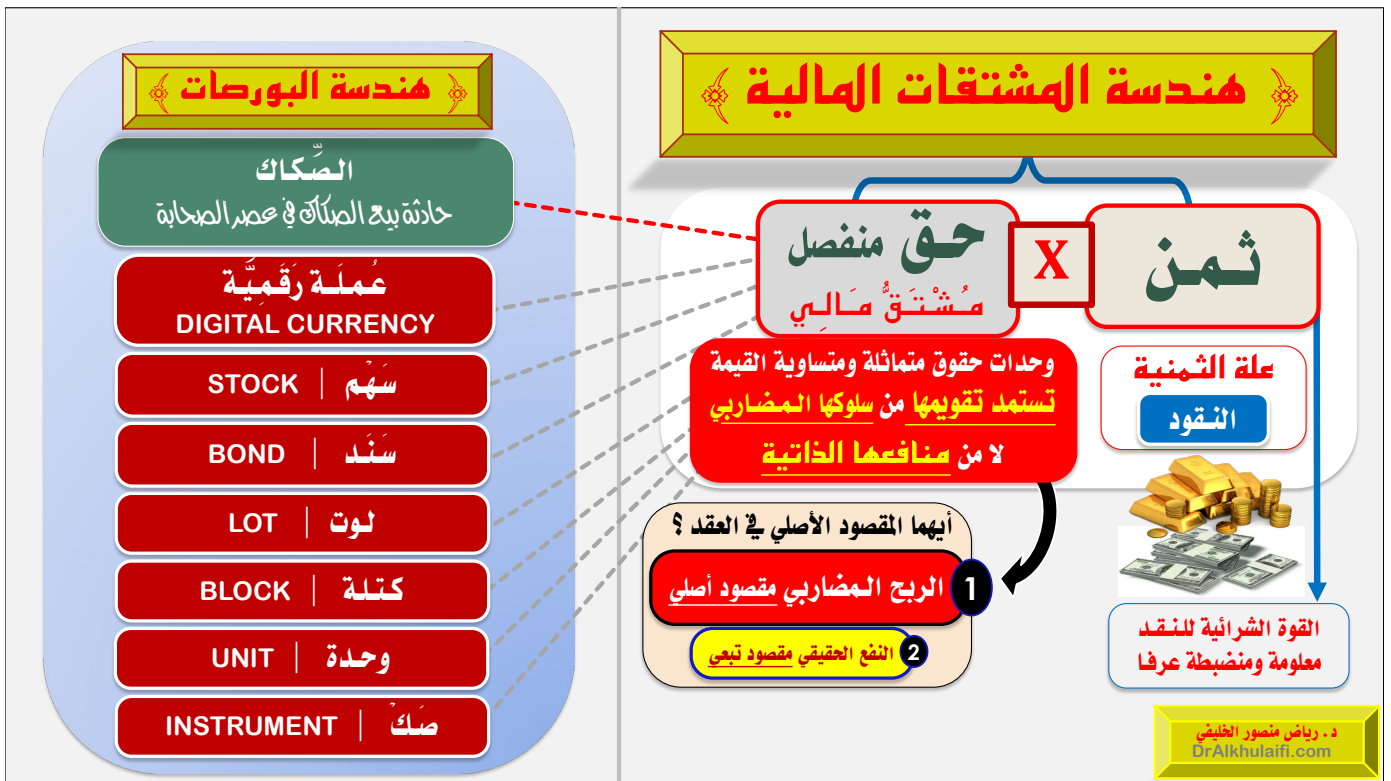 هندسة المشتقات المالية
ثمن
X
حق منفصل
مُشْتَقٌّ مَالِي
علة الثمنية
النقود
القوة الشرائية للنقد
معلومة ومنضبطة عرفا
وحدات حقوق متماثلة ومتساوية القيمة
تستمد تقويمها من سلوكها المضاربي
لا من منافعها الذاتية
أيهما المقصود الأصلي في العقد ؟
1 الربح المضاربي مقصود أصلي
2 النفع الحقيقي مقصود تبعي
د. رياض منصور الخليفي
DrAlkhulaifi.com
هندسة البورصات
الصِّكاك
حادثة بيع الصكاك في عصر الصحابة
عُملَة رَقَمِيَّة
DIGITAL CURRENCY
سَهْم | STOCK
سَنَد | BOND
لوت | LOT
كتلة | BLOCK
وحدة | UNIT
صَكّ | INSTRUMENT